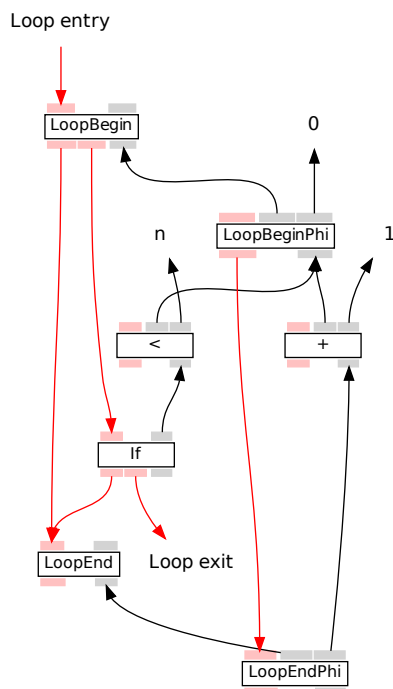 Loop entry
LoopBegin
0
LoopBeginPhi
n
1
<
+
If
Loop exit
LoopEnd
LoopEndPhi